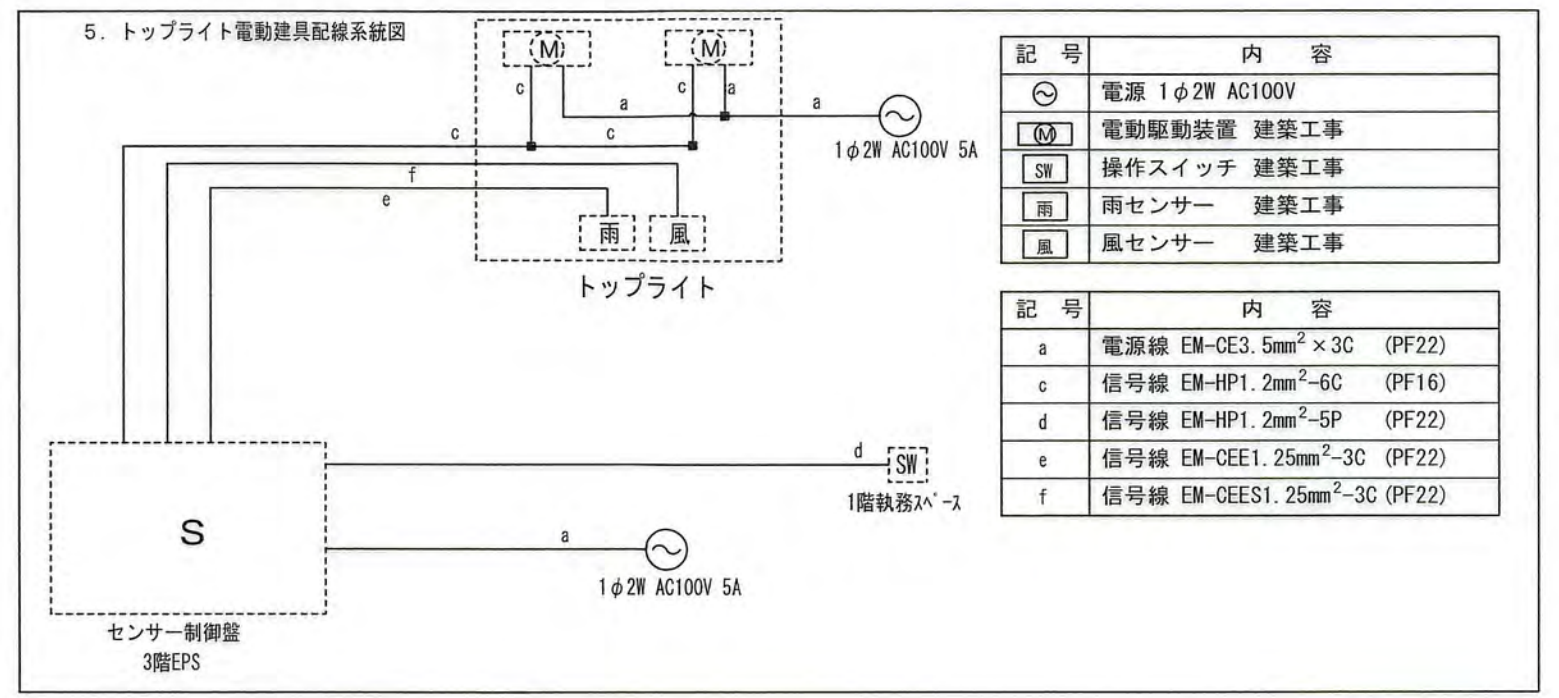 5. トップライト電動建具配線系統図
M
M
c
a
c
a
a
c
c
1φ2W AC100V 5A
f
e
雨
風
トップライト
d
SW
1階執務スペース
S
a
1φ2W AC100V 5A
センサー制御盤
3階EPS
記 号 内 容
電源 1φ2W AC100V
M 電動駆動装置 建築工事
SW 操作スイッチ 建築工事
雨 雨センサー 建築工事
風 風センサー 建築工事
記 号 内 容
a 電源線 EM-CE3.5mm²×3C (PF22)
c 信号線 EM-HP1.2mm²-6C (PF16)
d 信号線 EM-HP1.2mm²-5P (PF22)
e 信号線 EM-CEE1.25mm²-3C (PF22)
f 信号線 EM-CEES1.25mm²-3C (PF22)